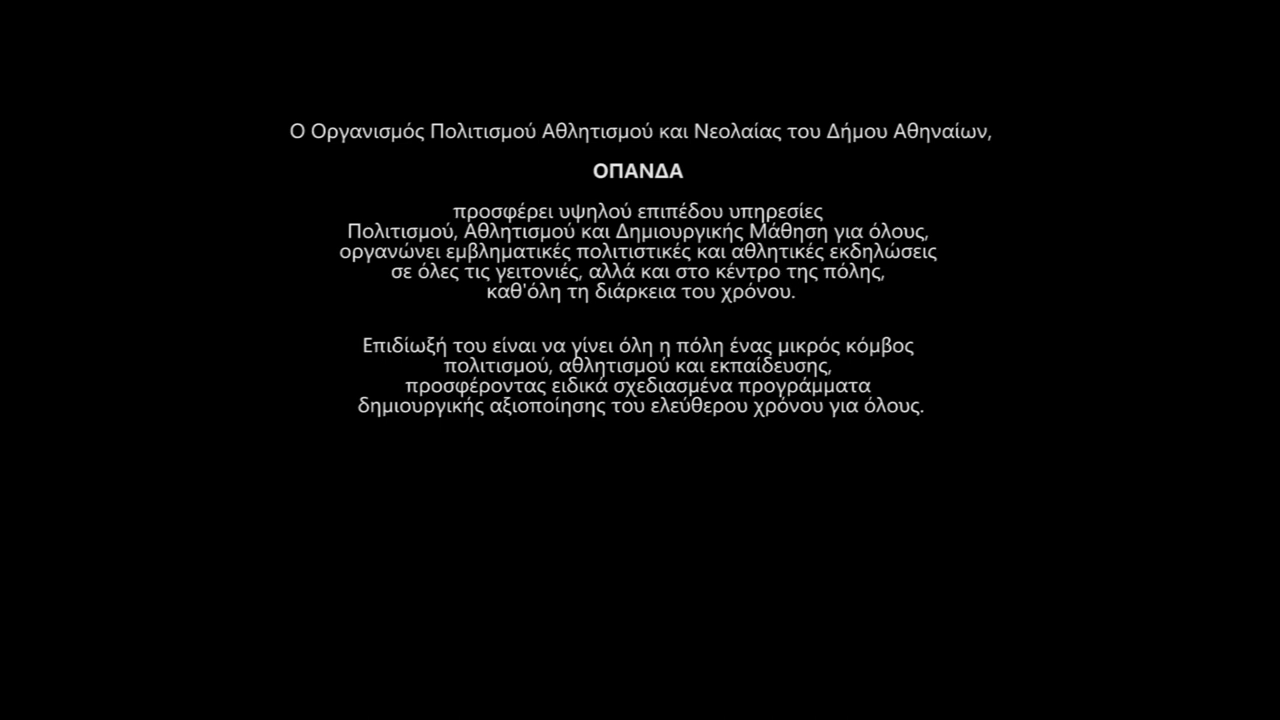 Ο Οργανισμός Πολιτισμού Αθλητισμού και Νεολαίας του Δήμου Αθηναίων,
ΟΠΑΝΔΑ
προσφέρει υψηλού επιπέδου υπηρεσίες
Πολιτισμού, Αθλητισμού και Δημιουργικής Μάθηση για όλους,
οργανώνει εμβληματικές πολιτιστικές και αθλητικές εκδηλώσεις
σε όλες τις γειτονιές, αλλά και στο κέντρο της πόλης,
καθ'όλη τη διάρκεια του χρόνου.
Επιδίωξή του είναι να γίνει όλη η πόλη ένας μικρός κόμβος
πολιτισμού, αθλητισμού και εκπαίδευσης,
προσφέροντας ειδικά σχεδιασμένα προγράμματα
δημιουργικής αξιοποίησης του ελεύθερου χρόνου για όλους.